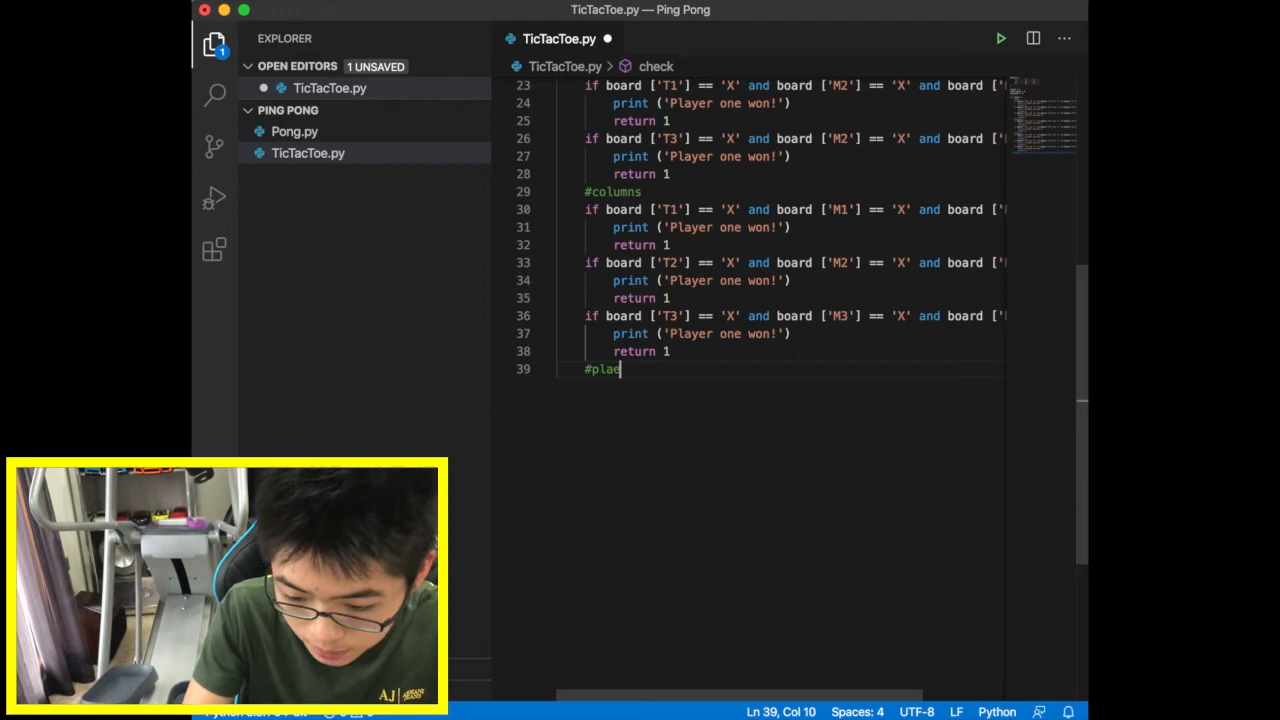 TicTacToe.py — Ping Pong
EXPLORER
TicTacToe.py
OPEN EDITORS 1 UNSAVED
TicTacToe.py > check
1
TicTacToe.py
PING PONG
Pong.py
TicTacToe.py
23 if board ['T1'] == 'X' and board ['M2'] == 'X' and board ['
24 print ('Player one won!')
25 return 1
26 if board ['T3'] == 'X' and board ['M2'] == 'X' and board ['
27 print ('Player one won!')
28 return 1
29 #columns
30 if board ['T1'] == 'X' and board ['M1'] == 'X' and board ['
31 print ('Player one won!')
32 return 1
33 if board ['T2'] == 'X' and board ['M2'] == 'X' and board ['
34 print ('Player one won!')
35 return 1
36 if board ['T3'] == 'X' and board ['M3'] == 'X' and board ['
37 print ('Player one won!')
38 return 1
39 #plae
AJ ARMANI JEANS
Ln 39, Col 10 Spaces: 4 UTF-8 LF Python